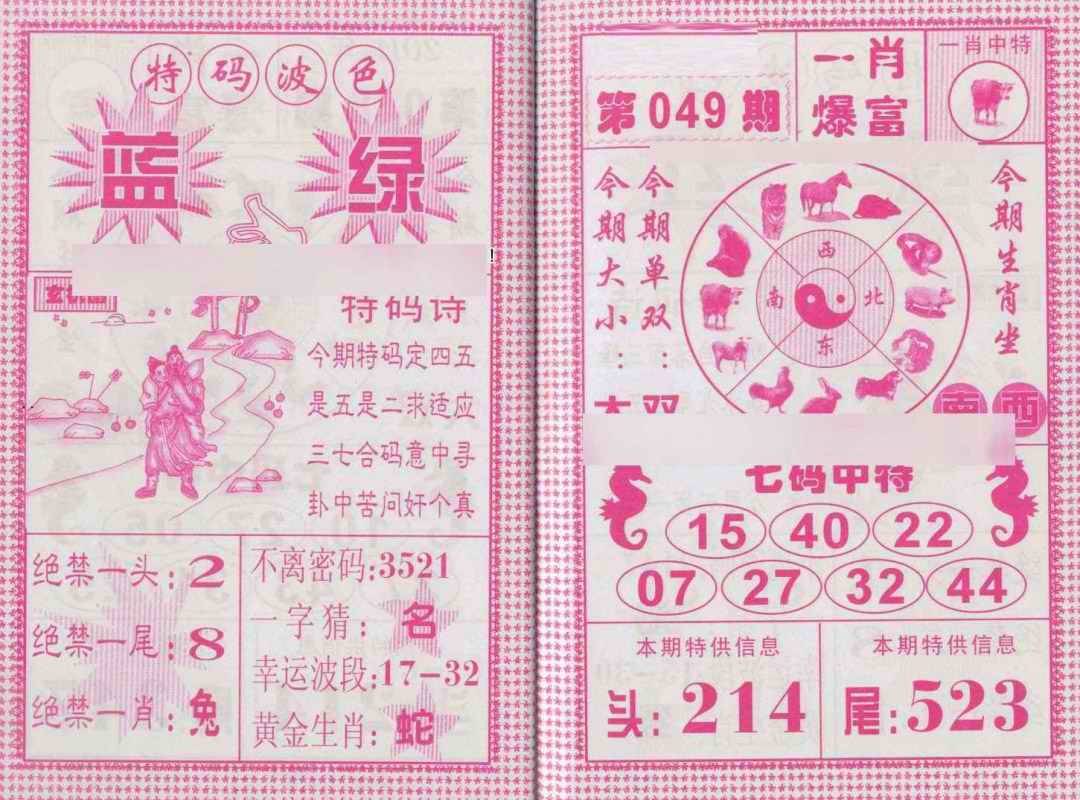 特码波色
蓝 绿
!
特码诗
今期特码定四五
是五是二求适应
三七合码意中寻
卦中苦问奸个真
绝禁一头:2
绝禁一尾:8
绝禁一肖:兔
不离密码:3521
一字猜:名
幸运波段:17-32
黄金生肖:蛇
第049期
一肖
爆富
一肖中特
今期大小:大
今期单双:双
西
南 北
东
今期生肖坐
南西
七码中特
15 40 22
07 27 32 44
本期特供信息
头:214
本期特供信息
尾:523